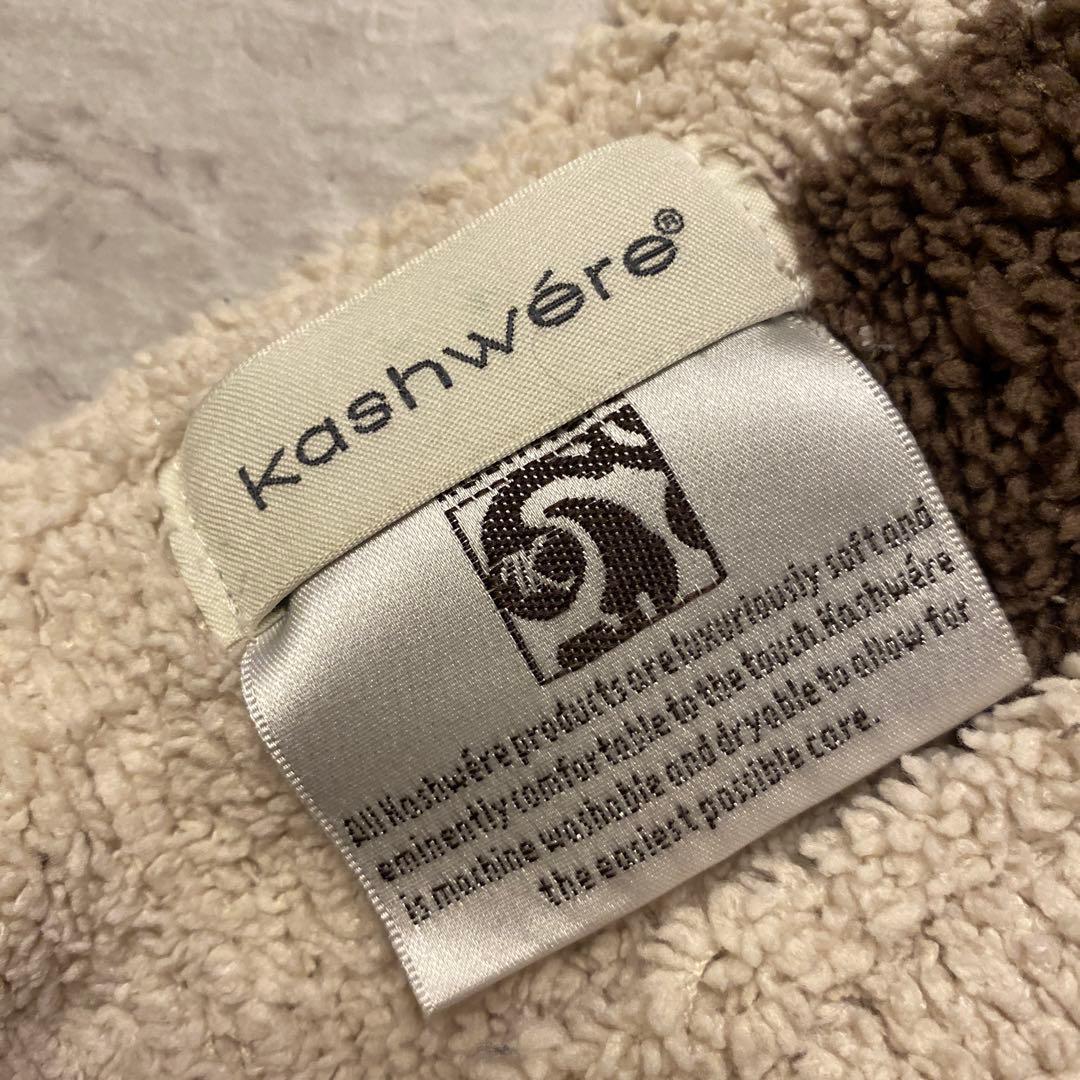 kashwére®
All Kashwére products are luxuriously soft and
eminently comfortable to the touch. Kashwére
is machine washable and dryable to allow for
the easiest possible care.